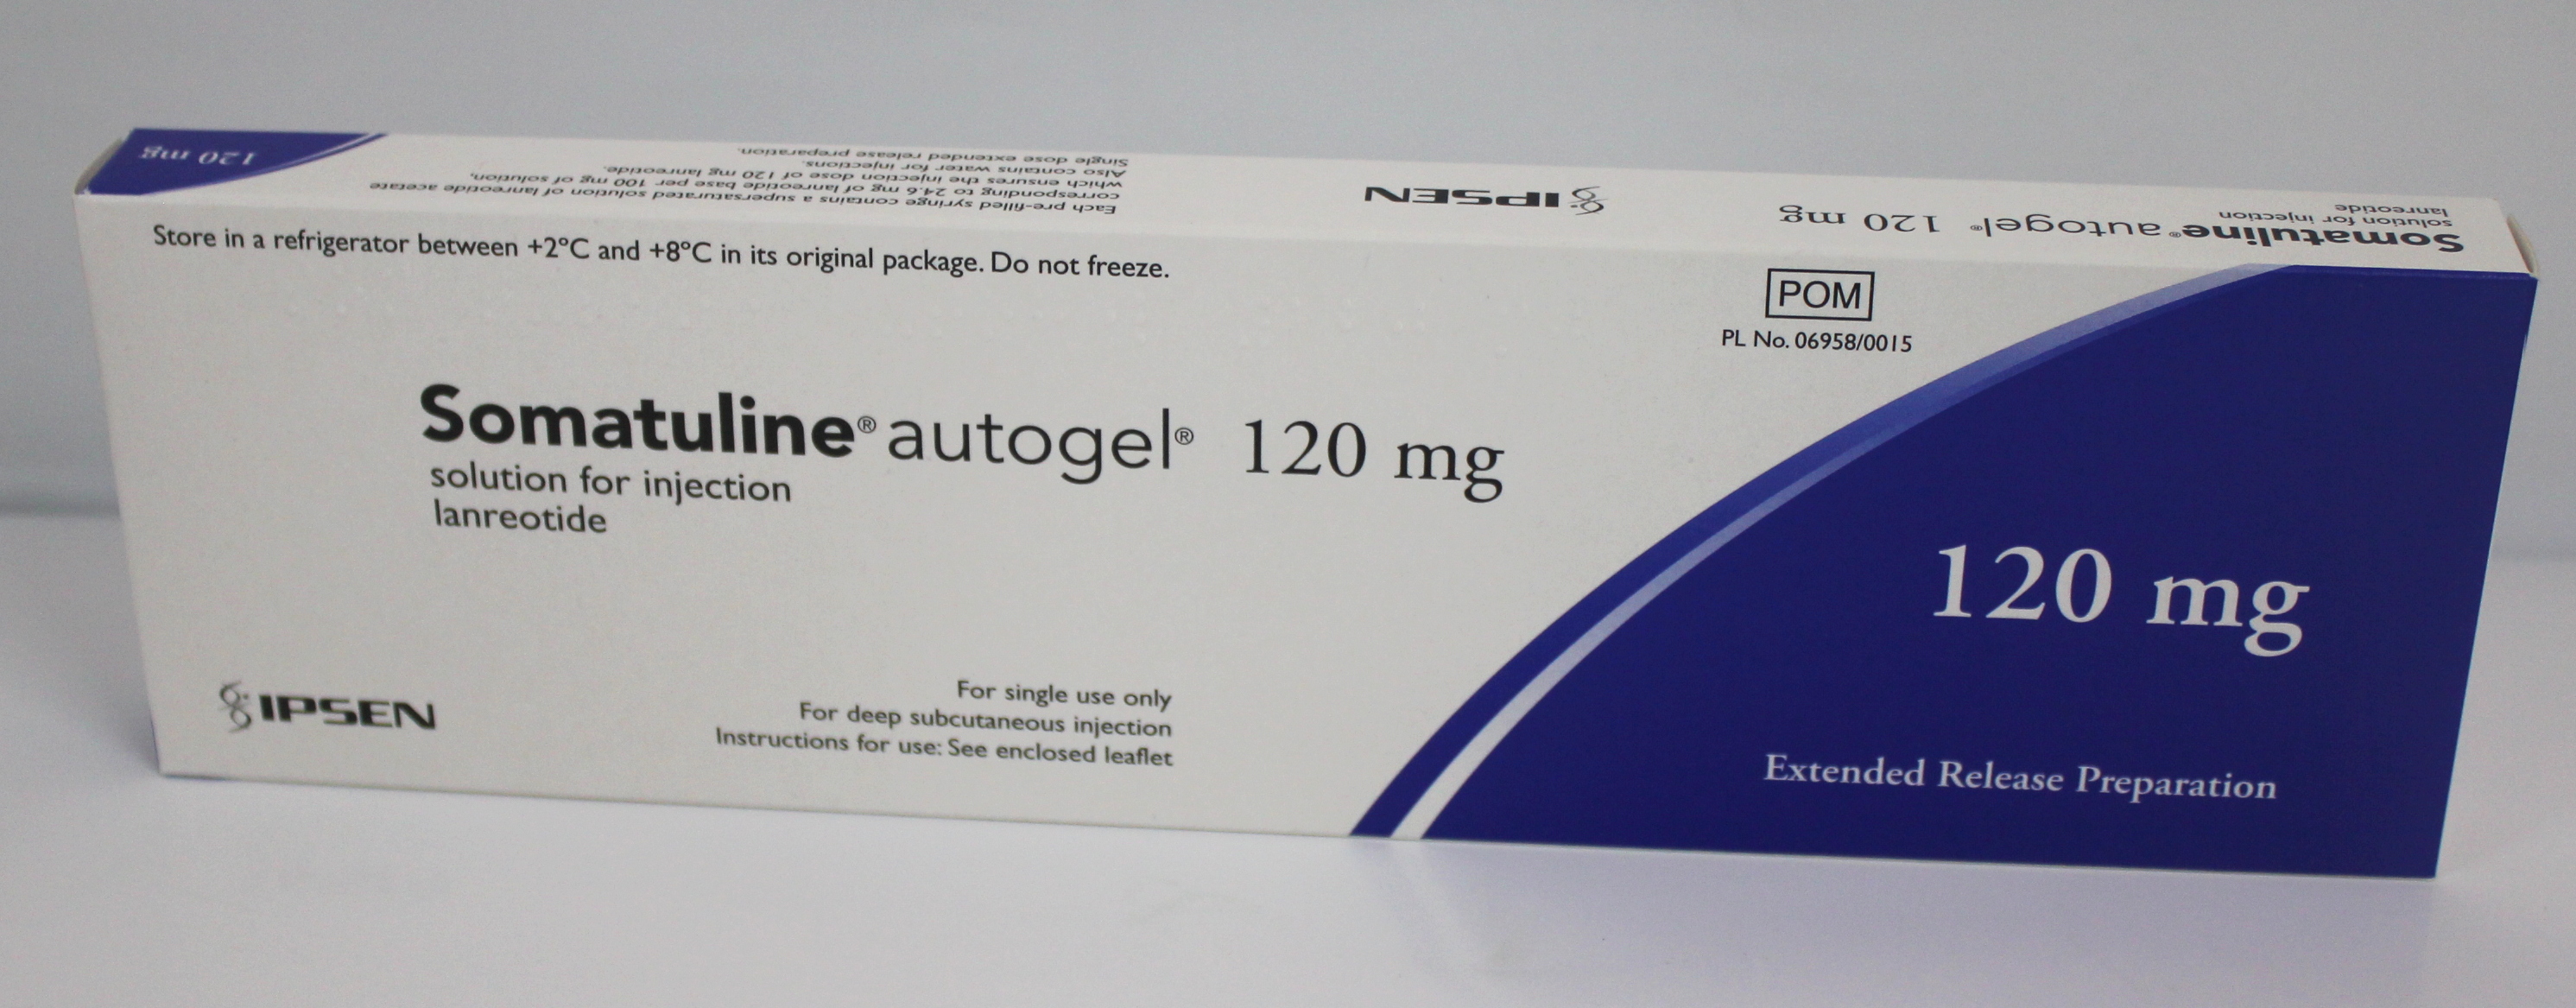 120 mg
Each pre-filled syringe contains a supersaturated solution of lanreotide acetate
corresponding to 24.6 mg of lanreotide base per 100 mg of solution,
which ensures the injection dose of 120 mg lanreotide.
Also contains water for injections.
Single dose extended release preparation.
IPSEN
Somatuline® autogel® 120 mg
solution for injection
lanreotide
Store in a refrigerator between +2°C and +8°C in its original package. Do not freeze.
POM
PL No. 06958/0015
Somatuline® autogel® 120 mg
solution for injection
lanreotide
120 mg
IPSEN
For single use only
For deep subcutaneous injection
Instructions for use: See enclosed leaflet
Extended Release Preparation